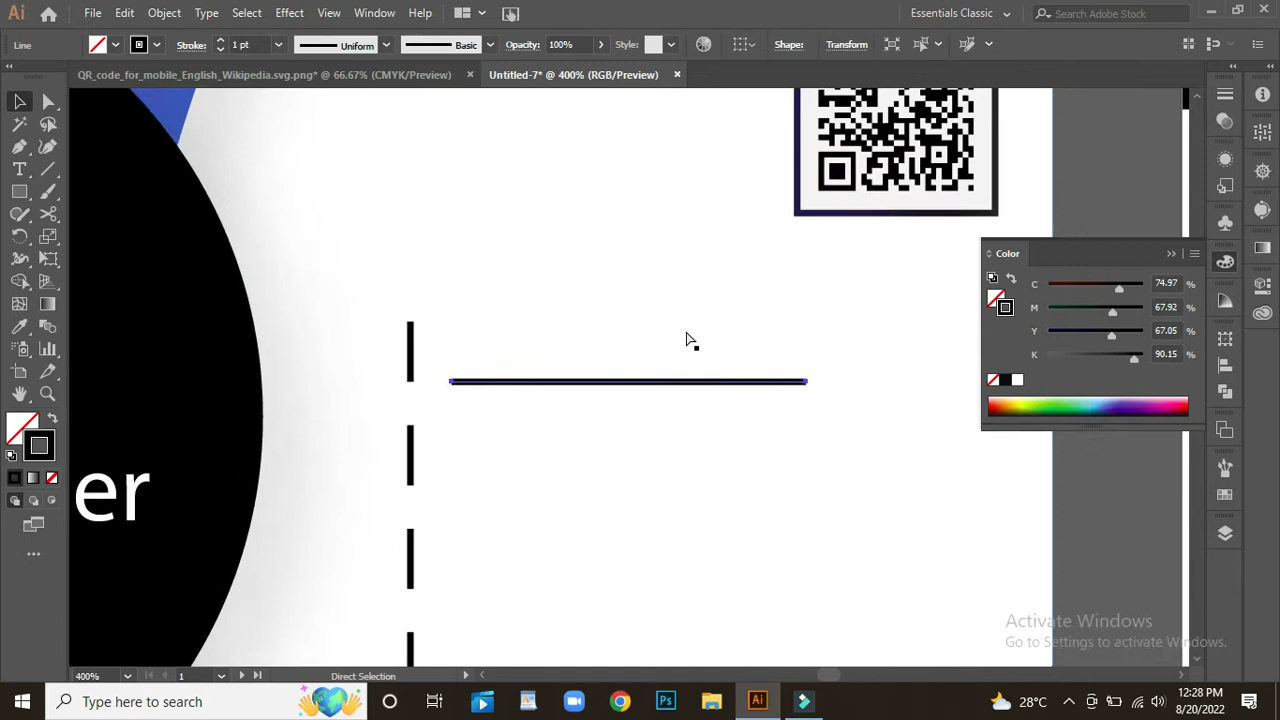 Ai File Edit Object Type Select Effect View Window Help Essentials Classic Search Adobe Stock
Line Stroke: 1 pt Uniform Basic Opacity: 100% Style: Shape: Transform
QR_code_for_mobile_English_Wikipedia.svg.png* @ 66.67% (CMYK/Preview) × Untitled-7* @ 400% (RGB/Preview) ×
Color
C 74.97 %
M 67.92 %
Y 67.05 %
K 90.15 %
er
Activate Windows
Go to Settings to activate Windows.
400% 1 Direct Selection
Type here to search Ps Ai 28°C 12:28 PM
8/20/2022